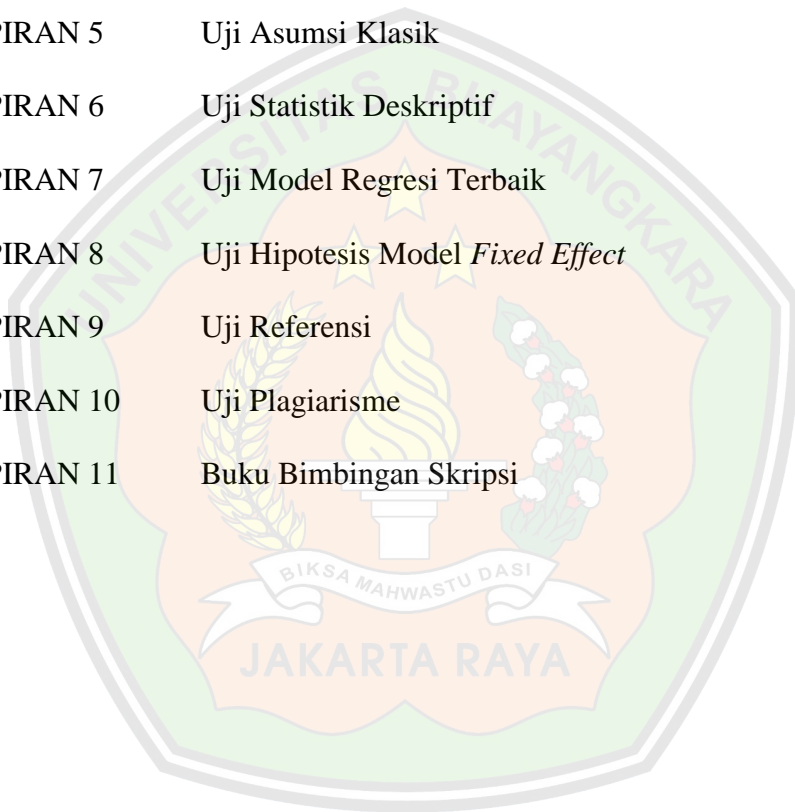 PIRAN 5 Uji Asumsi Klasik
PIRAN 6 Uji Statistik Deskriptif
PIRAN 7 Uji Model Regresi Terbaik
PIRAN 8 Uji Hipotesis Model Fixed Effect
PIRAN 9 Uji Referensi
PIRAN 10 Uji Plagiarisme
PIRAN 11 Buku Bimbingan Skripsi
UNIVERSITAS BHAYANGKARA
BIKSA MAHWASTU DASI
JAKARTA RAYA